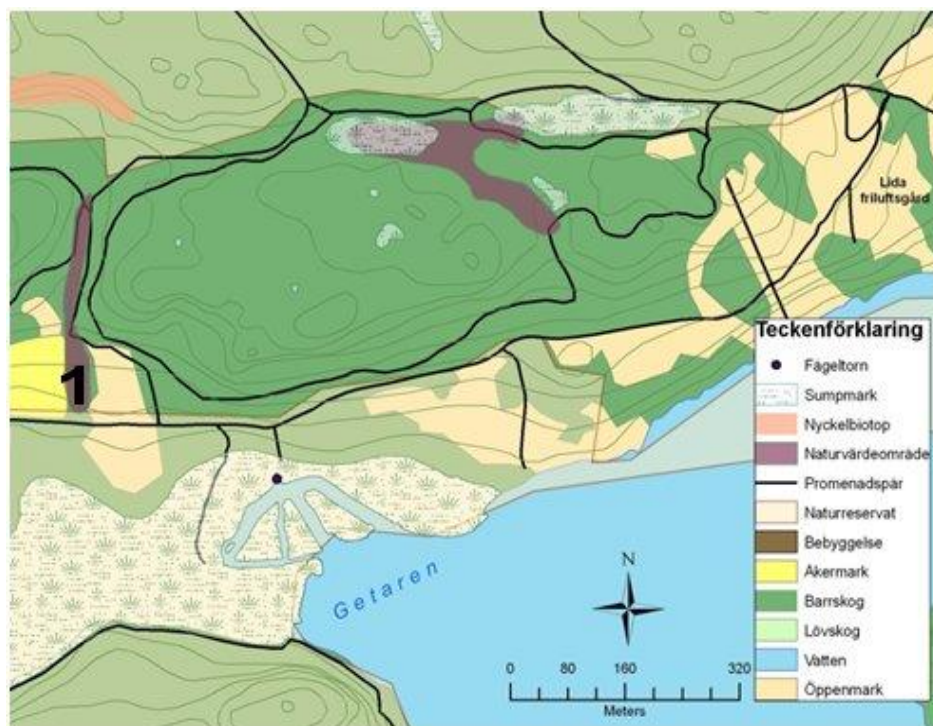 Lida
friluftsgård
1
Getaren
N
0 80 160 320
Meters
Teckenförklaring
Fågeltorn
Sumpmark
Nyckelbiotop
Naturvärdeområde
Promenadspår
Naturreservat
Bebyggelse
Åkermark
Barrskog
Lövskog
Vatten
Öppenmark